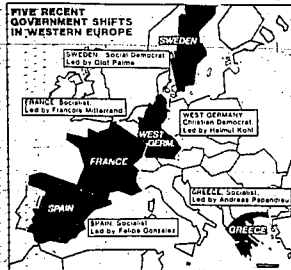 FIVE RECENT
GOVERNMENT SHIFTS
IN WESTERN EUROPE
SWEDEN
SWEDEN, Social Democrat,
Led by Olof Palme
FRANCE Socialist,
Led by Francois Mitterrand
WEST GERMANY
Christian Democrat,
Led by Helmut Kohl
WEST
GERM.
FRANCE
GREECE, Socialist,
Led by Andreas Papendreu
SPAIN
SPAIN, Socialist
Led by Felipe Gonzalez
GREECE